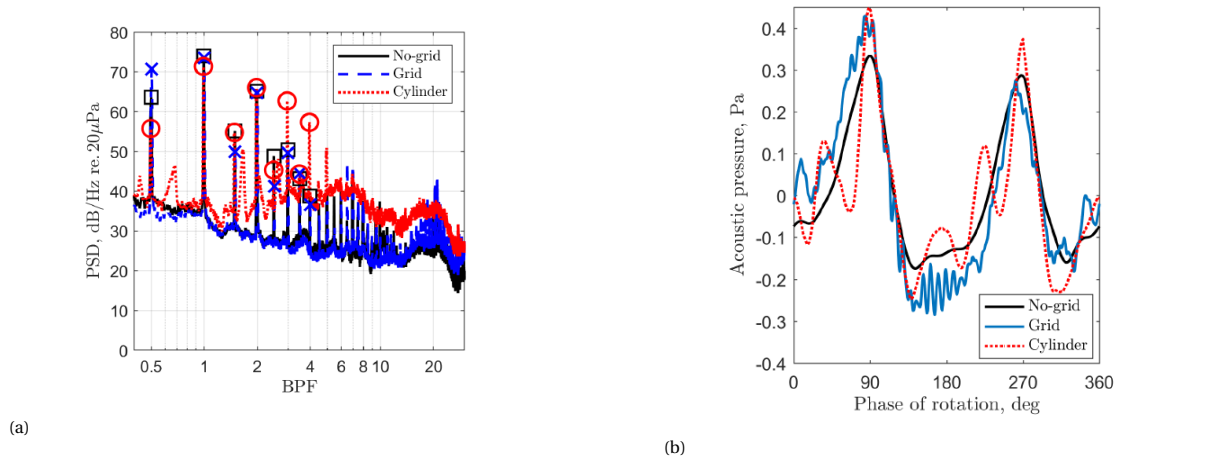 80
70
60
50
40
30
20
10
0
PSD, dB/Hz re. 20μPa
0.5 1 2 4 6 8 10 20
BPF
No-grid
Grid
Cylinder
(a)
0.4
0.3
0.2
0.1
0
-0.1
-0.2
-0.3
-0.4
Acoustic pressure, Pa
0 90 180 270 360
Phase of rotation, deg
No-grid
Grid
Cylinder
(b)